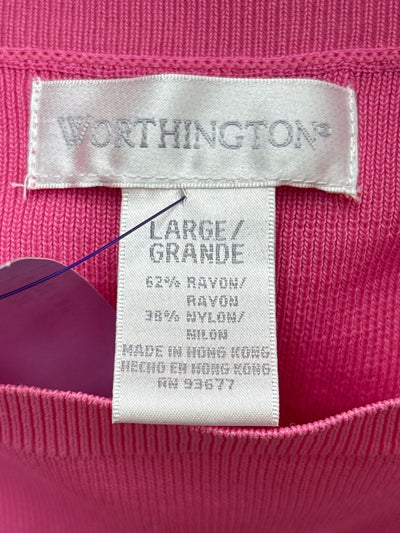 WORTHINGTON®
LARGE/
GRANDE
62% RAYON/
RAYON
38% NYLON/
NILON
MADE IN HONG KONG
HECHO EN HONG KONG
RN 93677